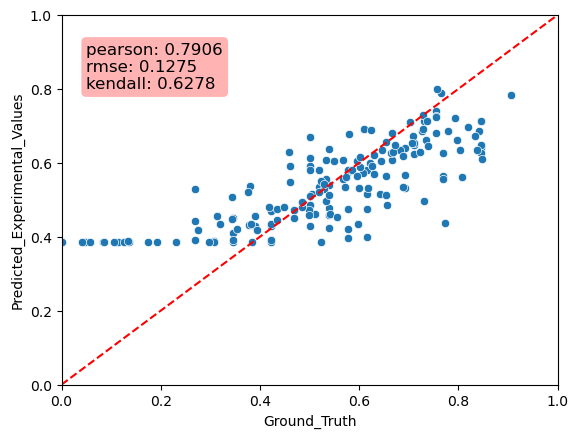 pearson: 0.7906
rmse: 0.1275
kendall: 0.6278
Predicted_Experimental_Values
1.0
0.8
0.6
0.4
0.2
0.0
0.0 0.2 0.4 0.6 0.8 1.0
Ground_Truth